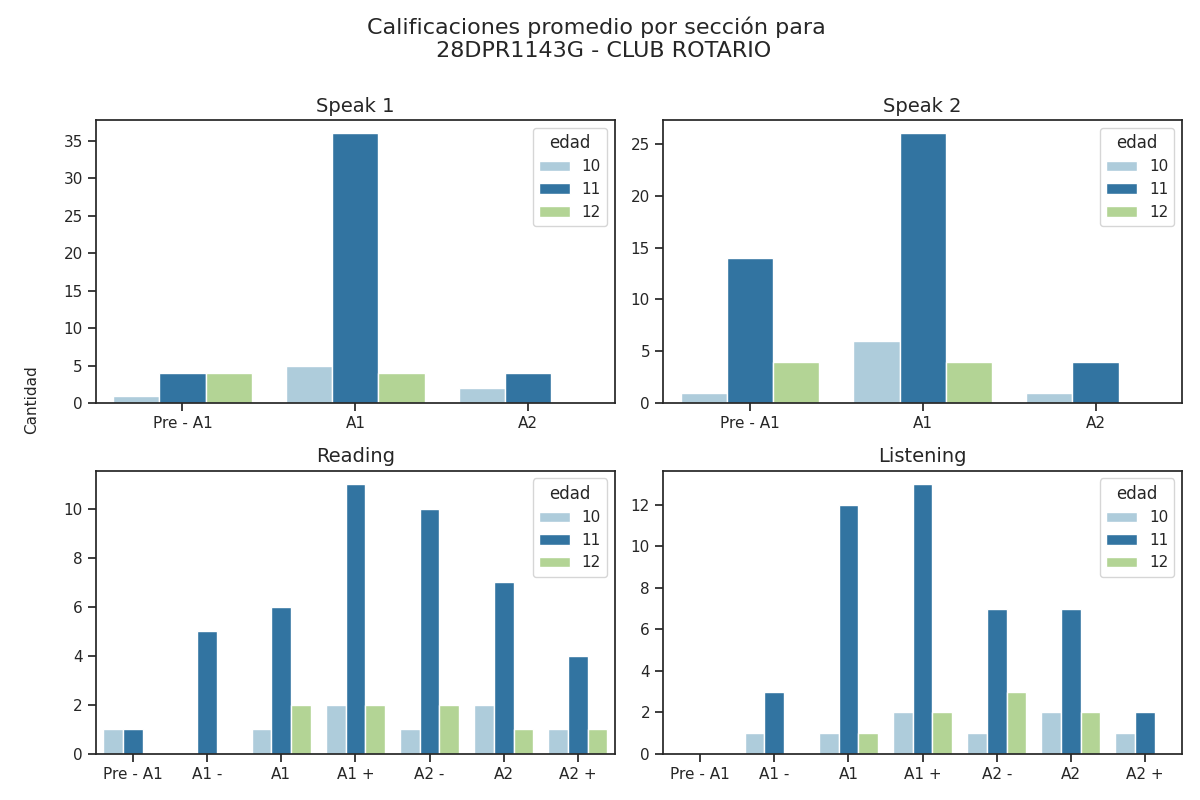 Calificaciones promedio por sección para
28DPR1143G - CLUB ROTARIO
Speak 1
35
30
25
20
15
10
5
0
Pre - A1
A1
A2
edad
10
11
12
Speak 2
25
20
15
10
5
0
Pre - A1
A1
A2
edad
10
11
12
Cantidad
Reading
10
8
6
4
2
0
Pre - A1
A1 -
A1
A1 +
A2 -
A2
A2 +
edad
10
11
12
Listening
12
10
8
6
4
2
0
Pre - A1
A1 -
A1
A1 +
A2 -
A2
A2 +
edad
10
11
12